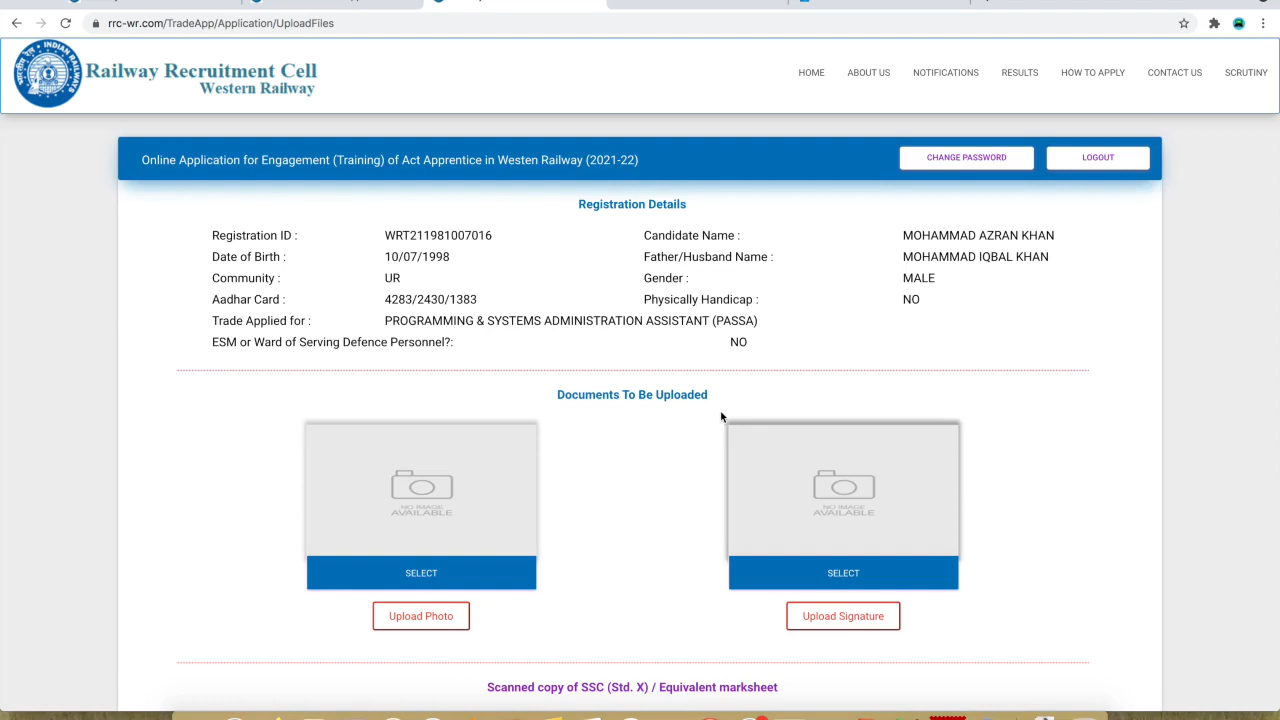 rrc-wr.com/TradeApp/Application/UploadFiles
INDIAN RAILWAYS
Railway Recruitment Cell
Western Railway
HOME ABOUT US NOTIFICATIONS RESULTS HOW TO APPLY CONTACT US SCRUTINY
Online Application for Engagement (Training) of Act Apprentice in Westen Railway (2021-22) CHANGE PASSWORD LOGOUT
Registration Details
Registration ID : WRT211981007016 Candidate Name : MOHAMMAD AZRAN KHAN
Date of Birth : 10/07/1998 Father/Husband Name : MOHAMMAD IQBAL KHAN
Community : UR Gender : MALE
Aadhar Card : 4283/2430/1383 Physically Handicap : NO
Trade Applied for : PROGRAMMING & SYSTEMS ADMINISTRATION ASSISTANT (PASSA)
ESM or Ward of Serving Defence Personnel?: NO
Documents To Be Uploaded
NO IMAGE AVAILABLE NO IMAGE AVAILABLE
SELECT SELECT
Upload Photo Upload Signature
Scanned copy of SSC (Std. X) / Equivalent marksheet